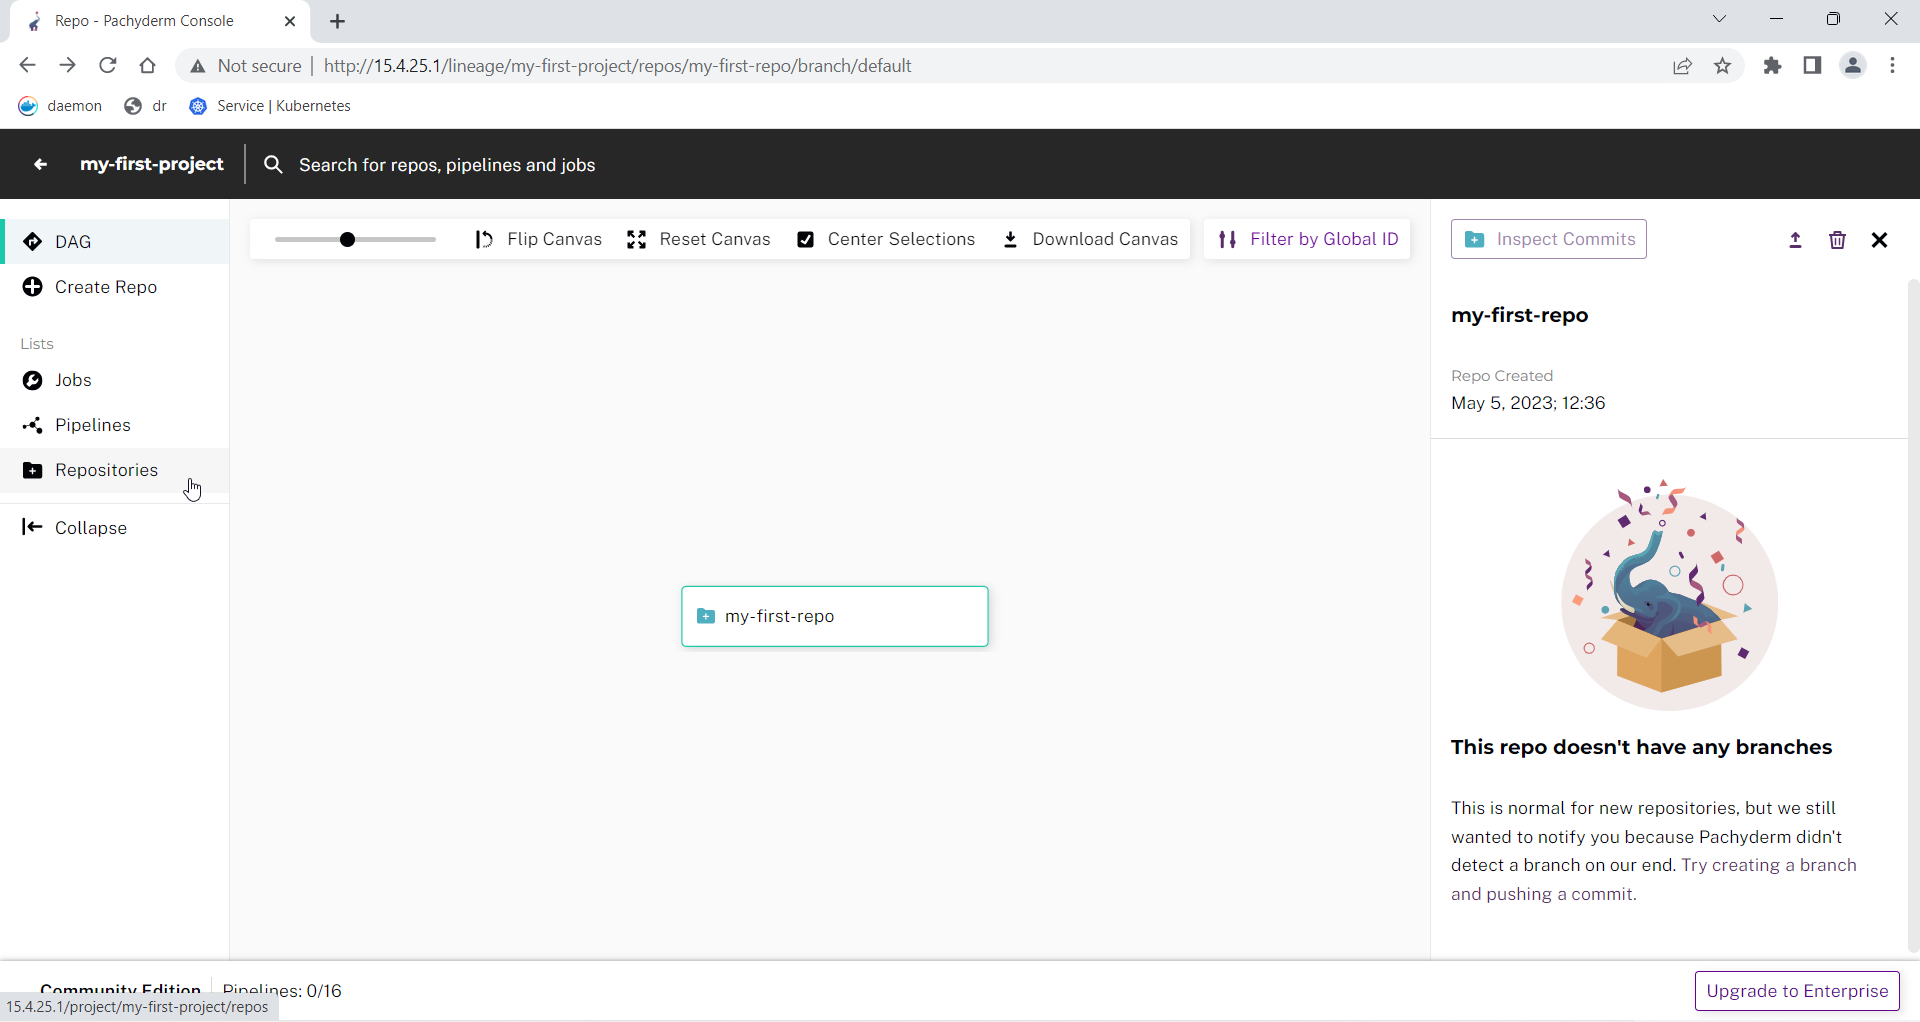 Repo - Pachyderm Console
Not secure | http://15.4.25.1/lineage/my-first-project/repos/my-first-repo/branch/default
daemon dr Service | Kubernetes
my-first-project Search for repos, pipelines and jobs
DAG
Create Repo
Lists
Jobs
Pipelines
Repositories
Collapse
Flip Canvas Reset Canvas Center Selections Download Canvas Filter by Global ID
my-first-repo
Inspect Commits
my-first-repo
Repo Created
May 5, 2023; 12:36
This repo doesn't have any branches
This is normal for new repositories, but we still
wanted to notify you because Pachyderm didn't
detect a branch on our end. Try creating a branch
and pushing a commit.
Community Edition Pipelines: 0/16
15.4.25.1/project/my-first-project/repos
Upgrade to Enterprise